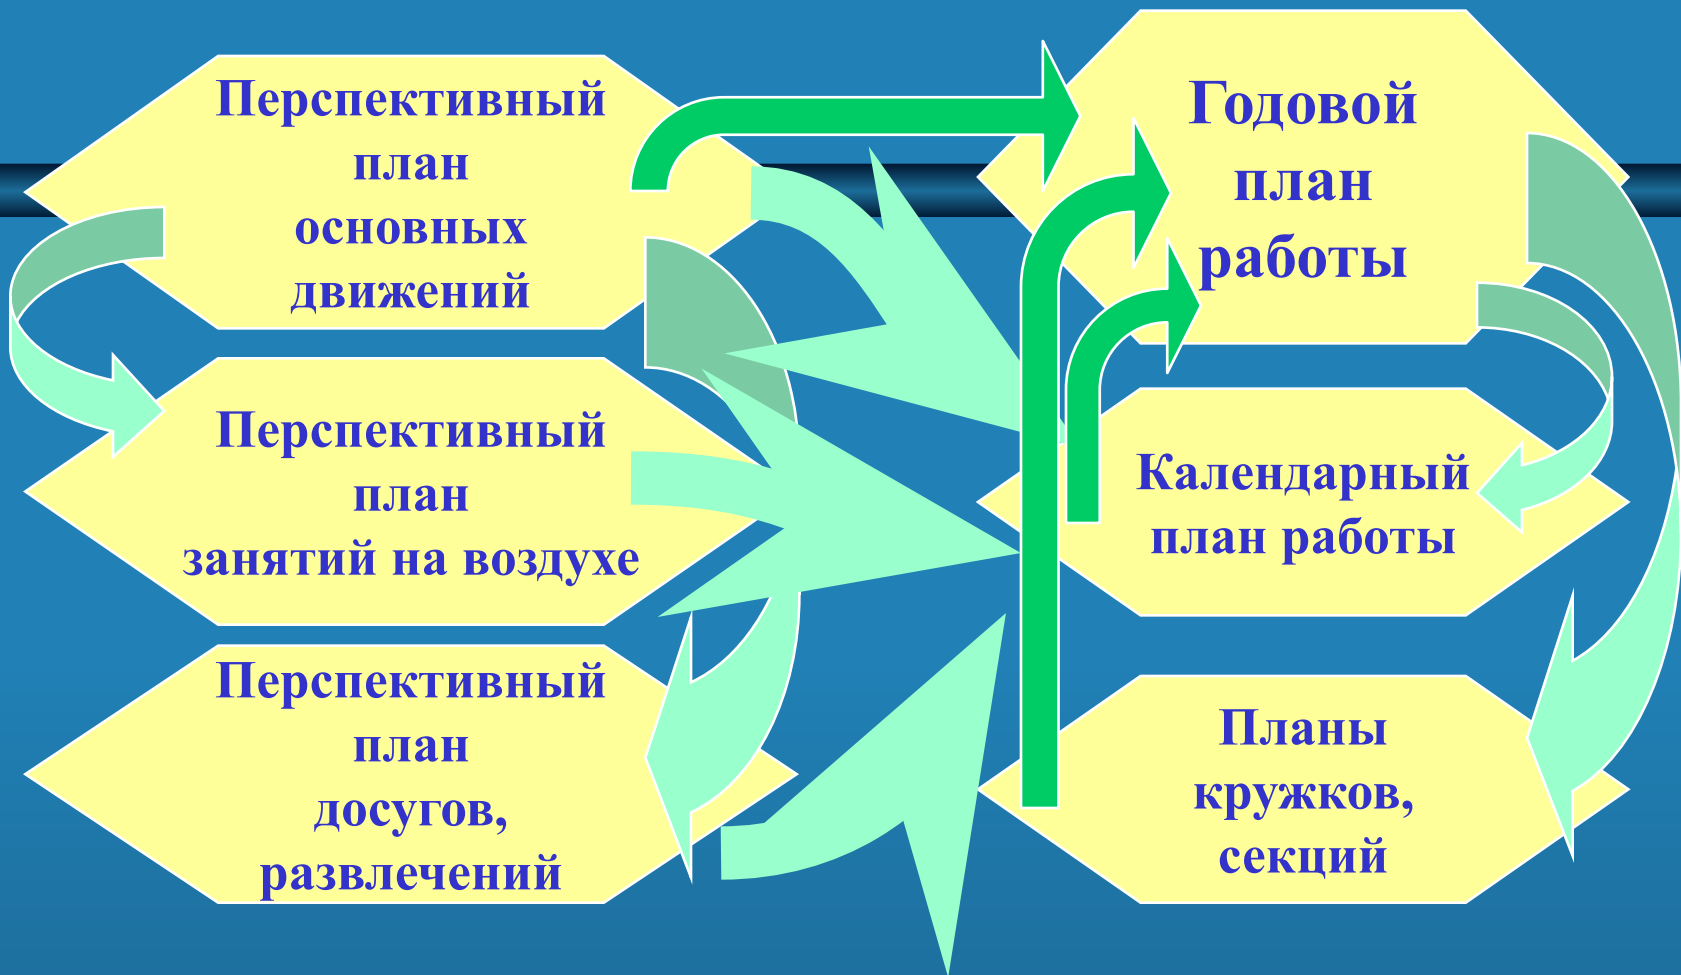 Перспективный
план
основных
движений
Перспективный
план
занятий на воздухе
Перспективный
план
досугов,
развлечений
Годовой
план
работы
Календарный
план работы
Планы
кружков,
секций